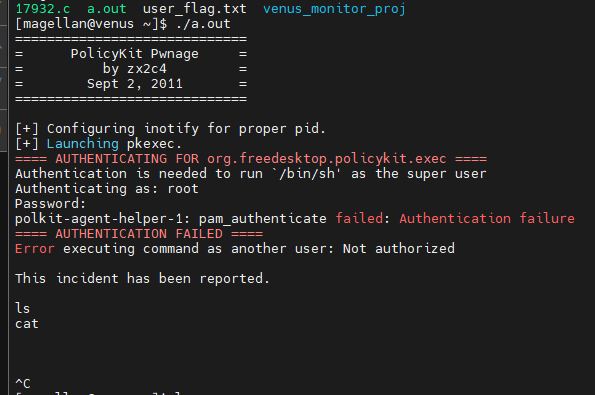 17932.c a.out user_flag.txt venus_monitor_proj
[magellan@venus ~]$ ./a.out
=============================
= PolicyKit Pwnage =
= by zx2c4 =
= Sept 2, 2011 =
=============================
[+] Configuring inotify for proper pid.
[+] Launching pkexec.
==== AUTHENTICATING FOR org.freedesktop.policykit.exec ====
Authentication is needed to run `/bin/sh' as the super user
Authenticating as: root
Password:
polkit-agent-helper-1: pam_authenticate failed: Authentication failure
==== AUTHENTICATION FAILED ====
Error executing command as another user: Not authorized
This incident has been reported.
ls
cat
^C